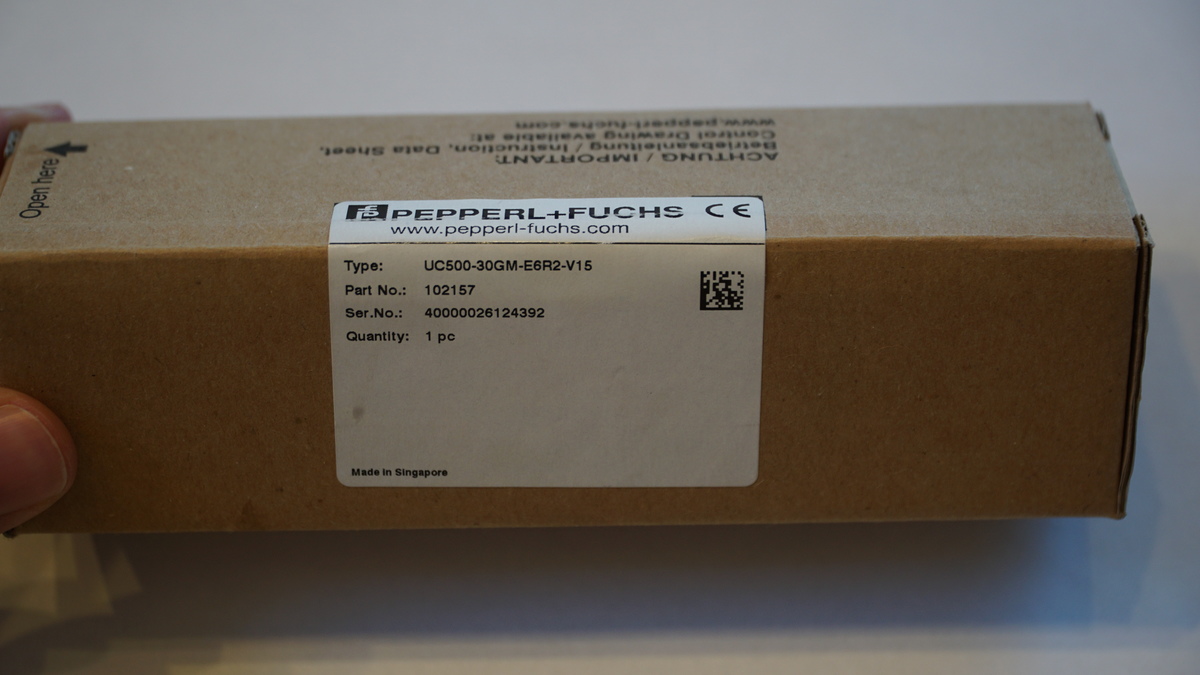 Open here
ACHTUNG / IMPORTANT:
Betriebsanleitung / Instruction, Data Sheet,
Control Drawing available at:
www.pepperl-fuchs.com
PEPPERL+FUCHS CE
www.pepperl-fuchs.com
Type: UC500-30GM-E6R2-V15
Part No.: 102157
Ser.No.: 40000026124392
Quantity: 1 pc
Made in Singapore